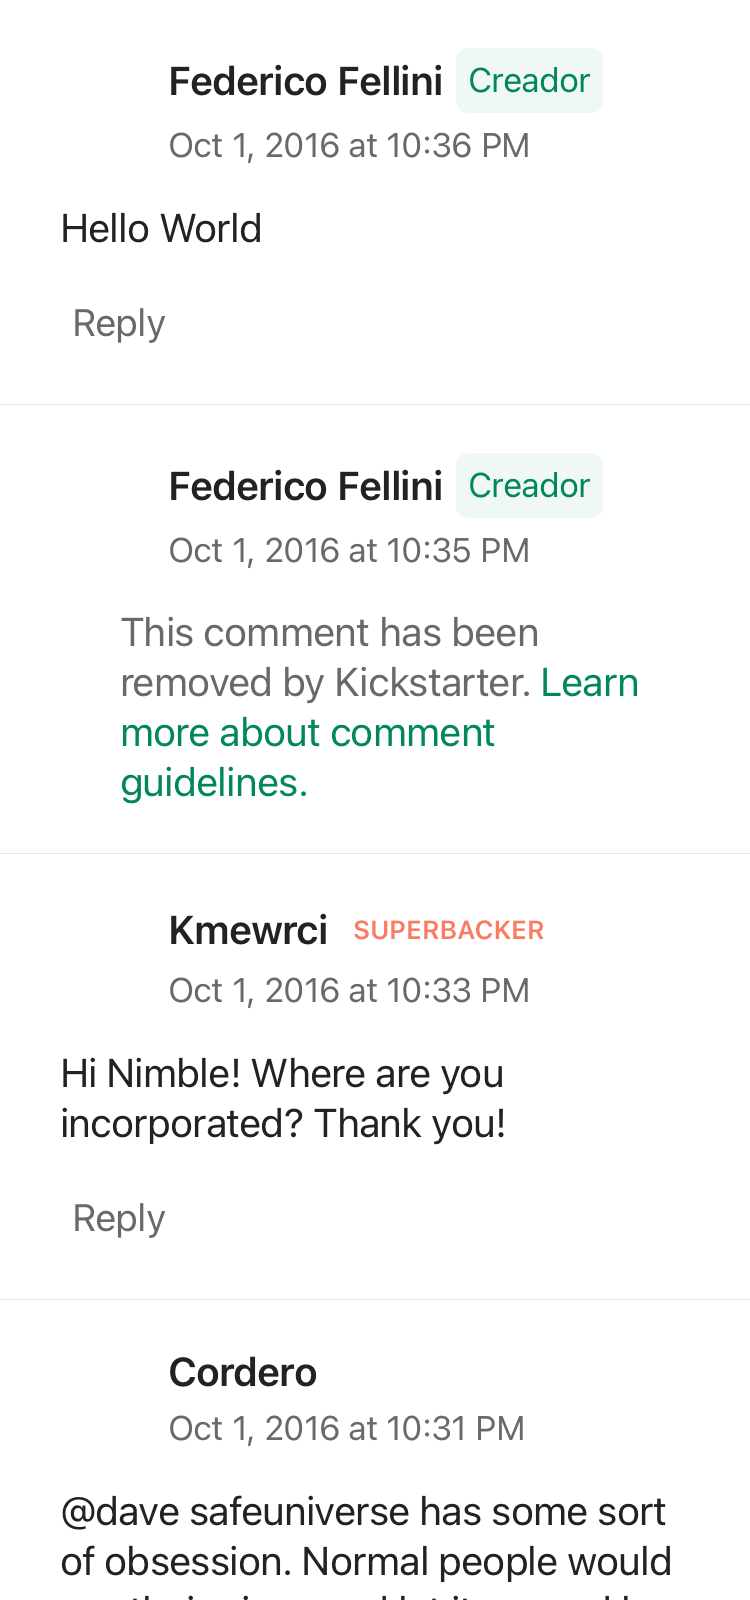 Federico Fellini Creador
Oct 1, 2016 at 10:36 PM
Hello World
Reply
Federico Fellini Creador
Oct 1, 2016 at 10:35 PM
This comment has been
removed by Kickstarter. Learn
more about comment
guidelines.
Kmewrci SUPERBACKER
Oct 1, 2016 at 10:33 PM
Hi Nimble! Where are you
incorporated? Thank you!
Reply
Cordero
Oct 1, 2016 at 10:31 PM
@dave safeuniverse has some sort
of obsession. Normal people would